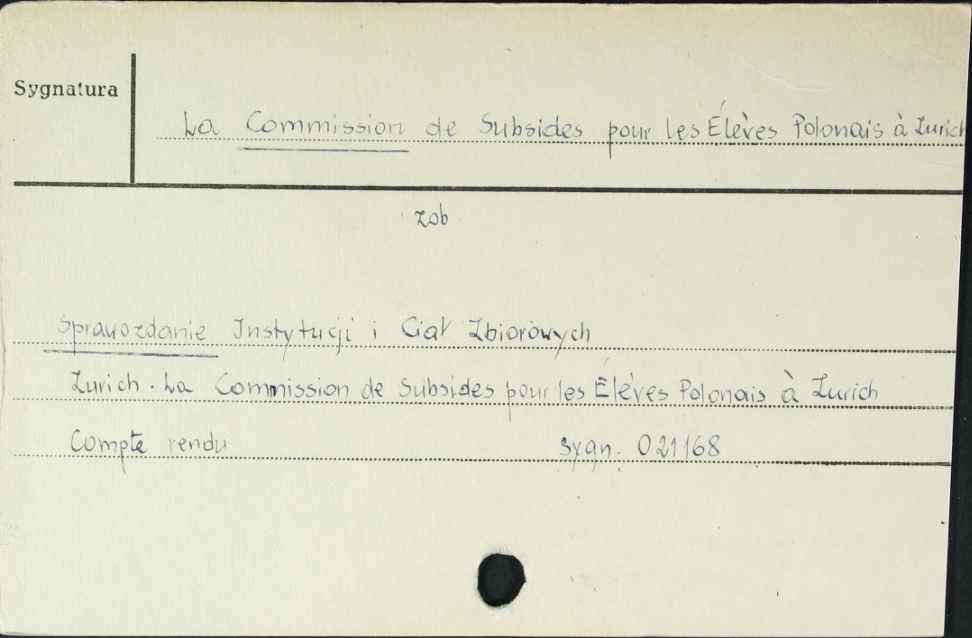 Sygnatura
La Commission de Subsides pour les Élèves Polonais à Zurich
zob
Sprawozdanie Instytucji i Ciał Zbiorowych
Zurich. La Commission de Subsides pour les Élèves Polonais à Zurich
Compte rendu sygn. 021168